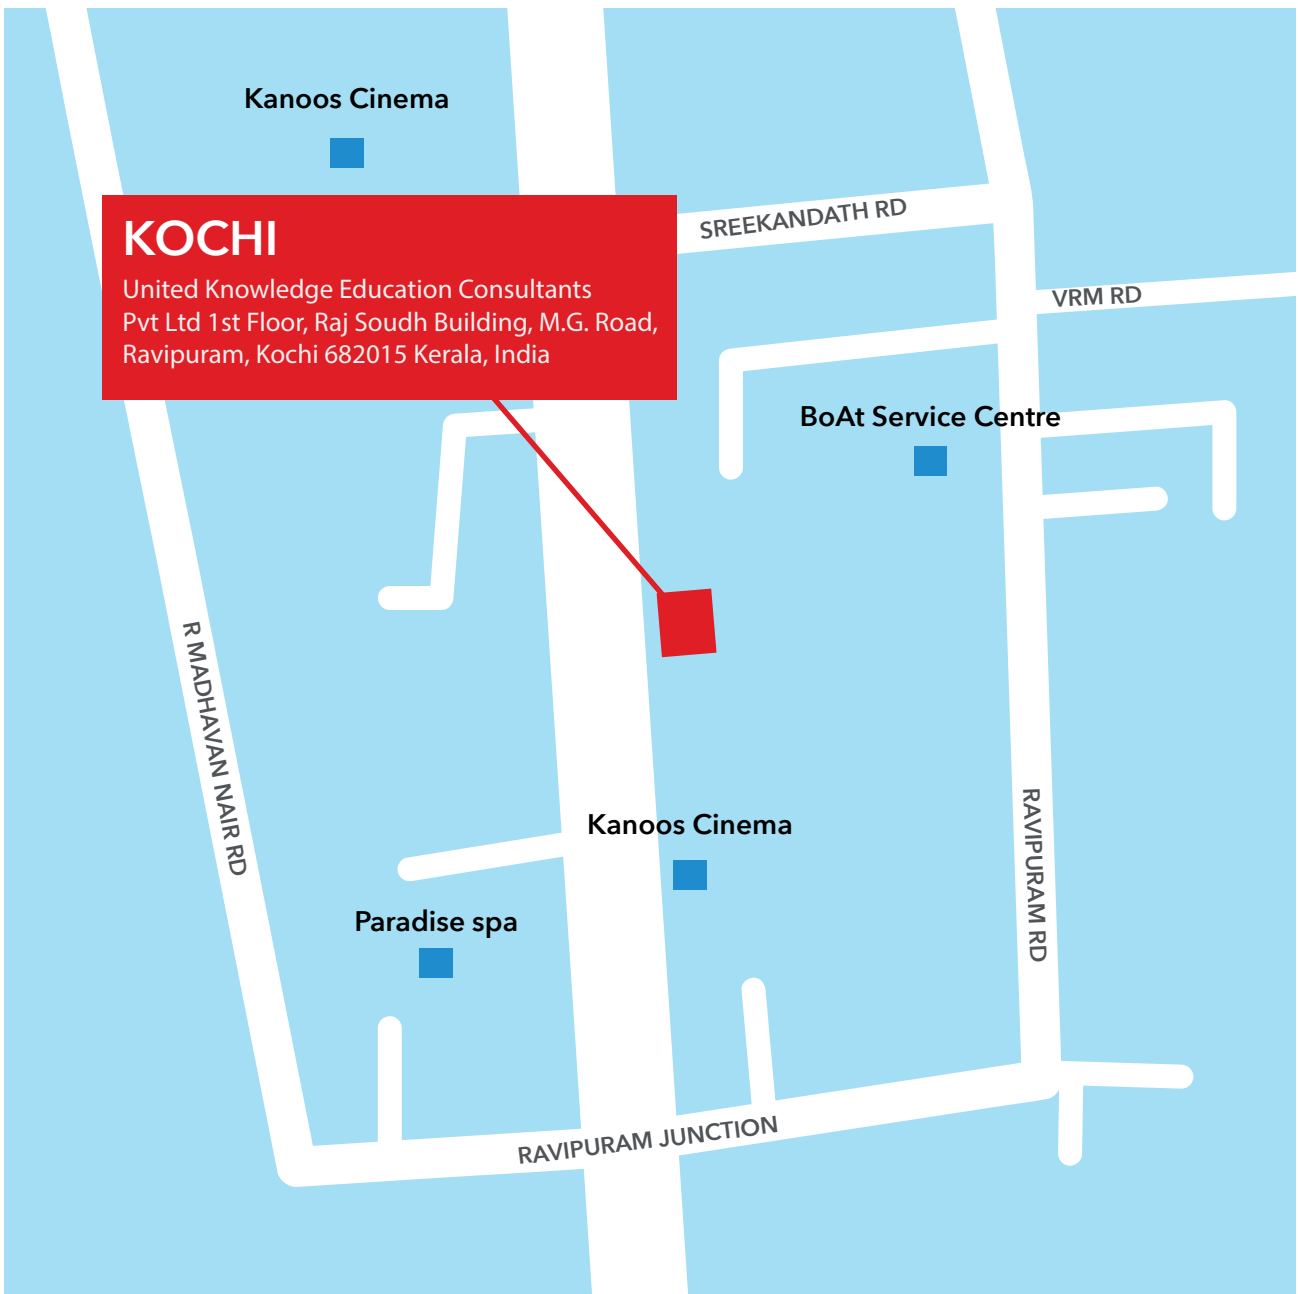 Kanoos Cinema
KOCHI
United Knowledge Education Consultants
Pvt Ltd 1st Floor, Raj Soudh Building, M.G. Road,
Ravipuram, Kochi 682015 Kerala, India
SREEKANDATH RD
VRM RD
BoAt Service Centre
R MADHAVAN NAIR RD
Kanoos Cinema
RAVIPURAM RD
Paradise spa
RAVIPURAM JUNCTION